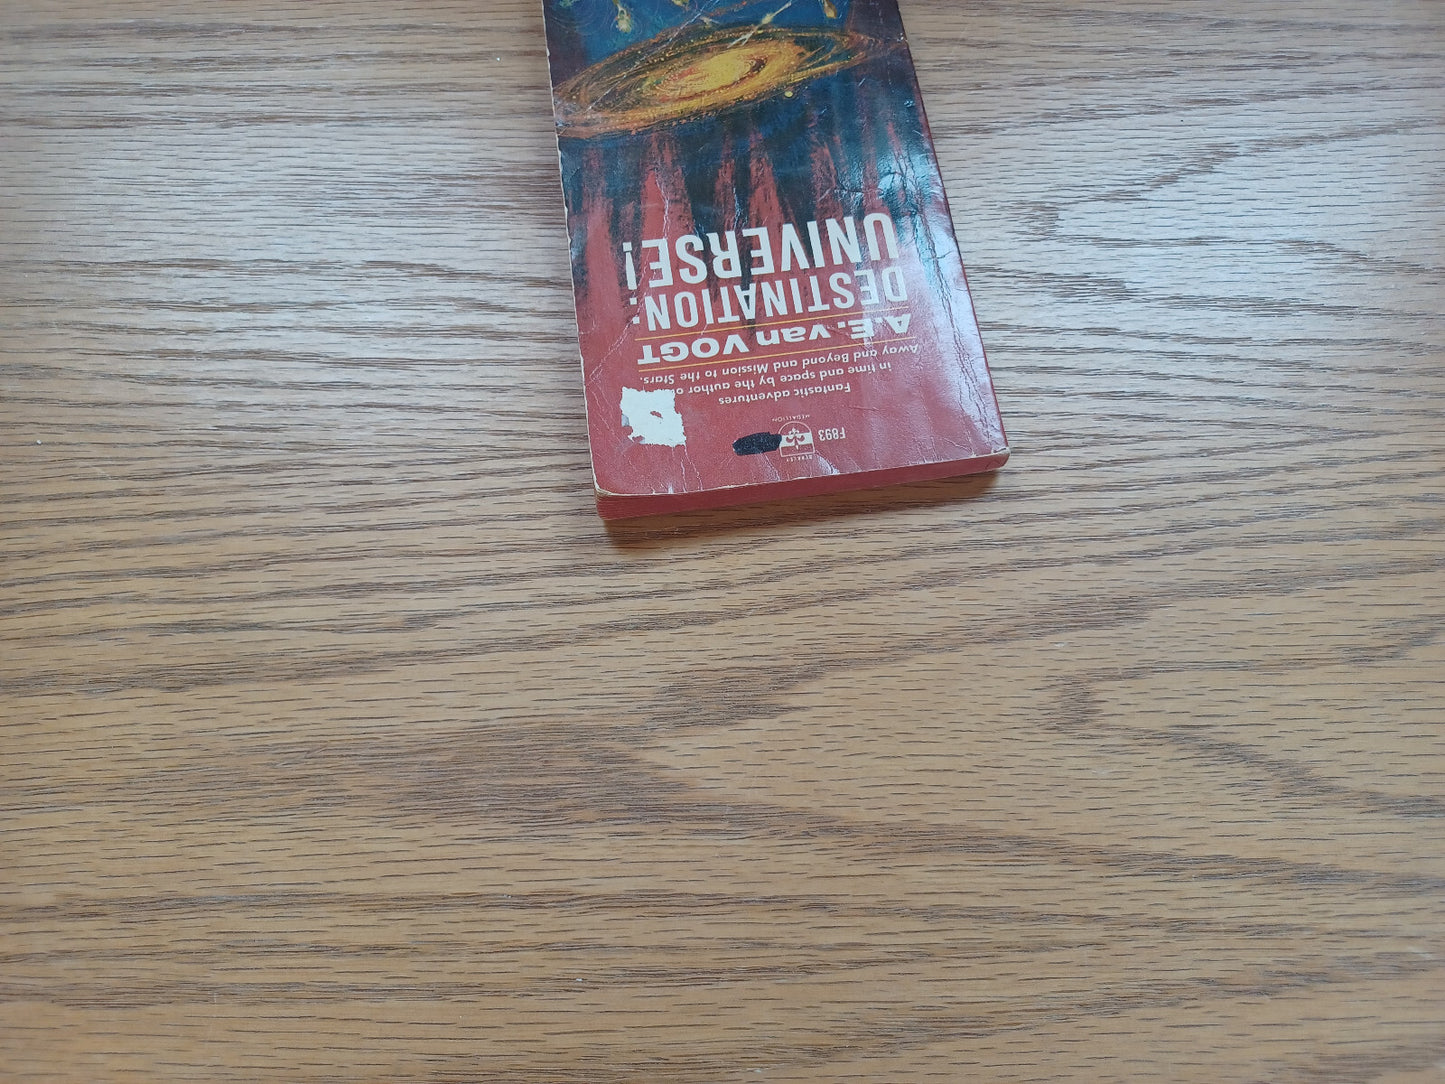 F893
BERKLEY
MEDALLION
Fantastic adventures
in time and space by the author of
Away and Beyond and Mission to the Stars.
A.E. van VOGT
DESTINATION:
UNIVERSE!